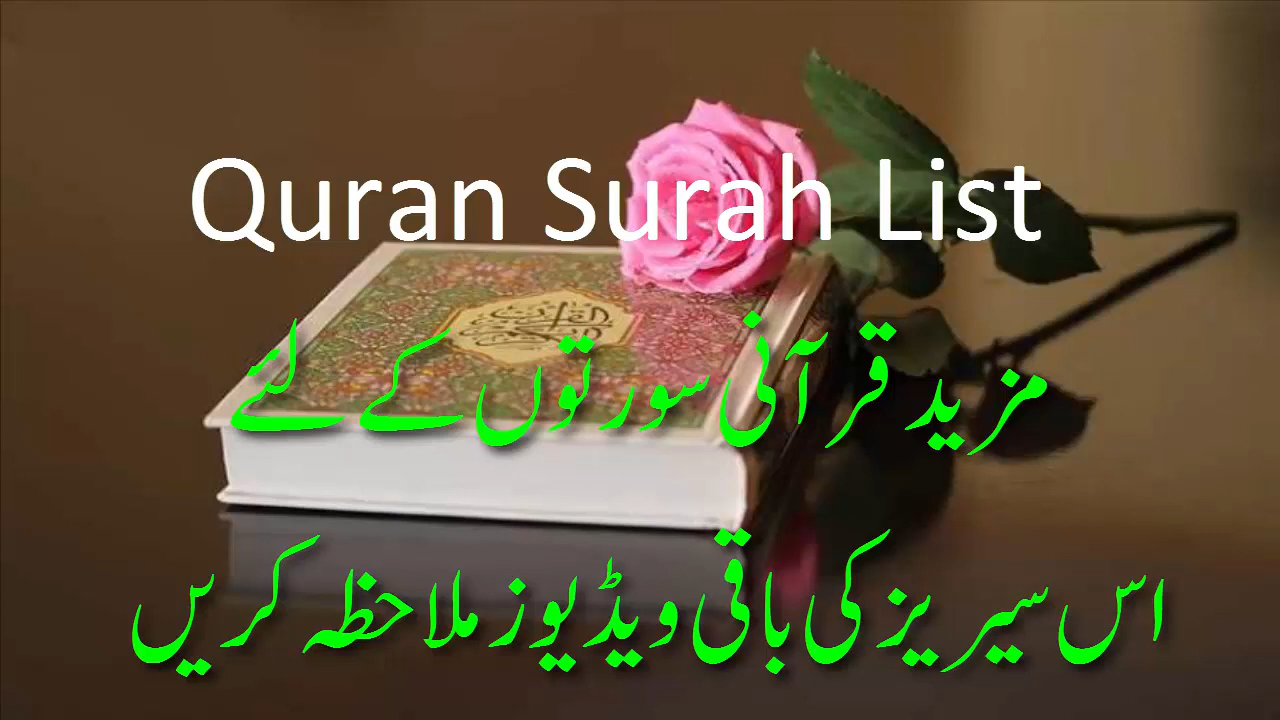 Quran Surah List
مزید قرآنی سورتوں کے لئے
اس سیریز کی باقی ویڈیوز ملاحظہ کریں